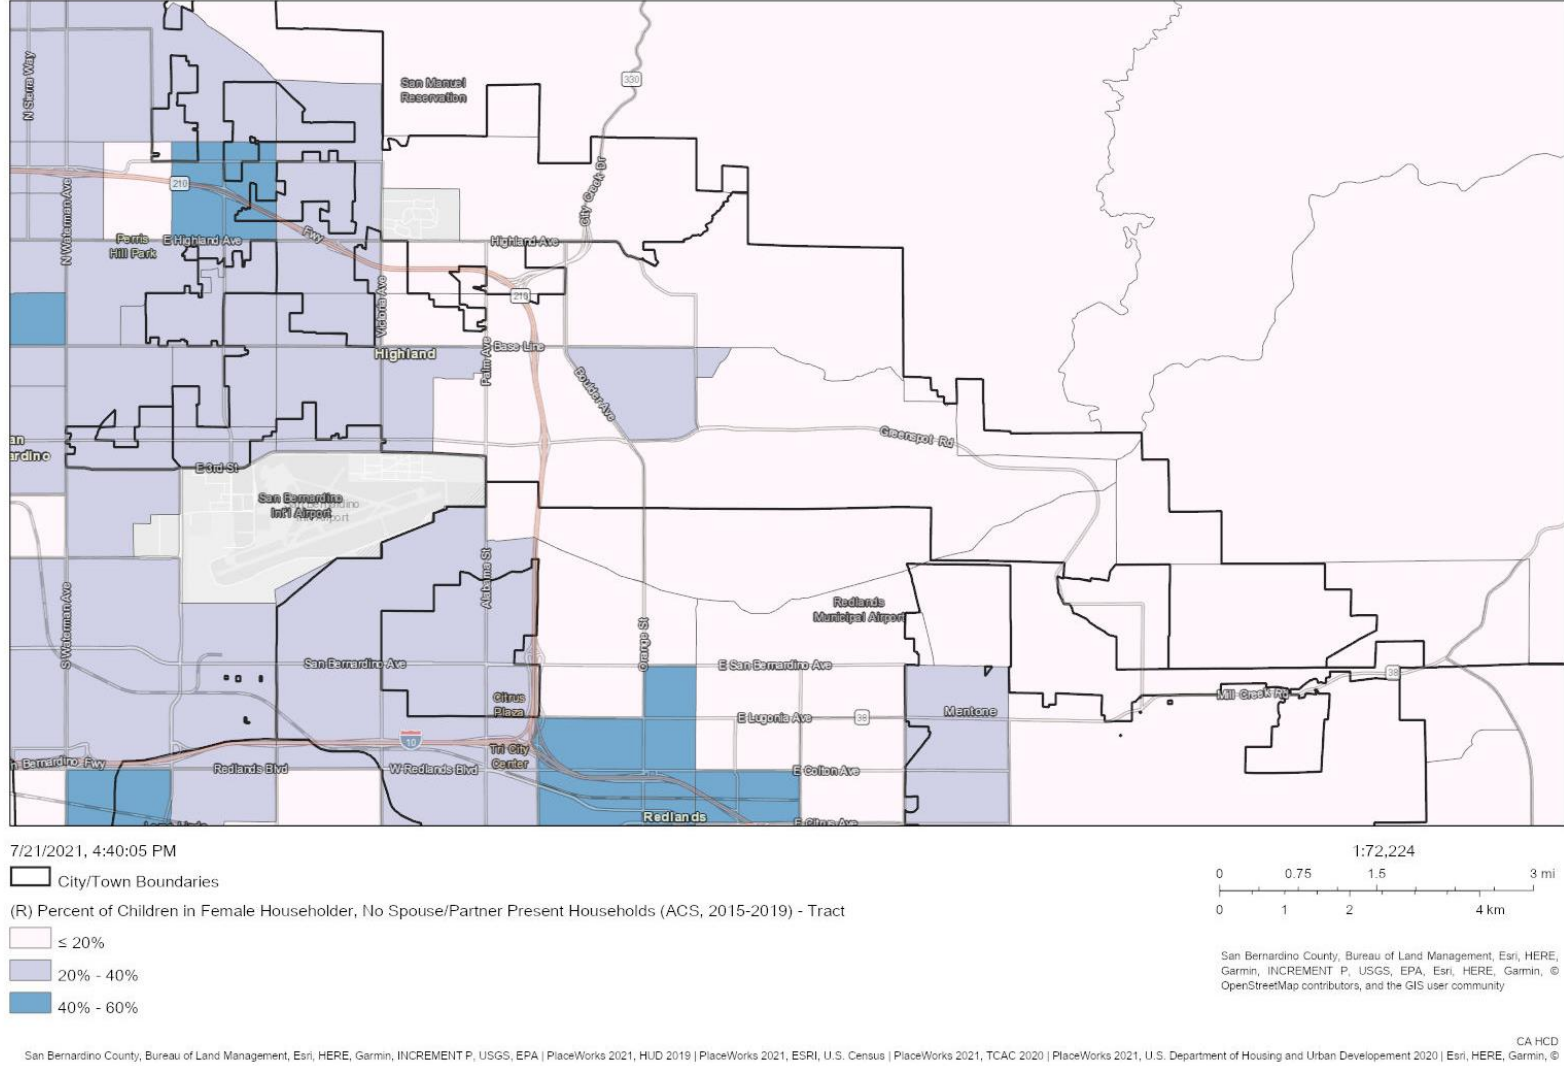 N Sierra Way
San Manuel
Reservation
330
City Creek Dr
210
N Waterman Ave
Perris
Hill Park
E Highland Ave
Fwy
Highland Ave
Victoria Ave
210
Highland
Palm Ave
Base Line
Boulder Ave
Greenspot Rd
an
ardino
E 3rd St
San Bernardino
Int'l Airport
S Waterman Ave
Alabama St
Orange St
Redlands
Municipal Airport
San Bernardino Ave
E San Bernardino Ave
38
Citrus
Plaza
Mentone
Mill Creek Rd
E Lugonia Ave
38
10
Tri City
Center
n Bernardino Fwy
Redlands Blvd
W Redlands Blvd
E Colton Ave
Redlands
E Citrus Ave
7/21/2021, 4:40:05 PM
City/Town Boundaries
(R) Percent of Children in Female Householder, No Spouse/Partner Present Households (ACS, 2015-2019) - Tract
≤ 20%
20% - 40%
40% - 60%
1:72,224
0 0.75 1.5 3 mi
0 1 2 4 km
San Bernardino County, Bureau of Land Management, Esri, HERE,
Garmin, INCREMENT P, USGS, EPA, Esri, HERE, Garmin, ©
OpenStreetMap contributors, and the GIS user community
CA HCD
San Bernardino County, Bureau of Land Management, Esri, HERE, Garmin, INCREMENT P, USGS, EPA | PlaceWorks 2021, HUD 2019 | PlaceWorks 2021, ESRI, U.S. Census | PlaceWorks 2021, TCAC 2020 | PlaceWorks 2021, U.S. Department of Housing and Urban Developement 2020 | Esri, HERE, Garmin, ©